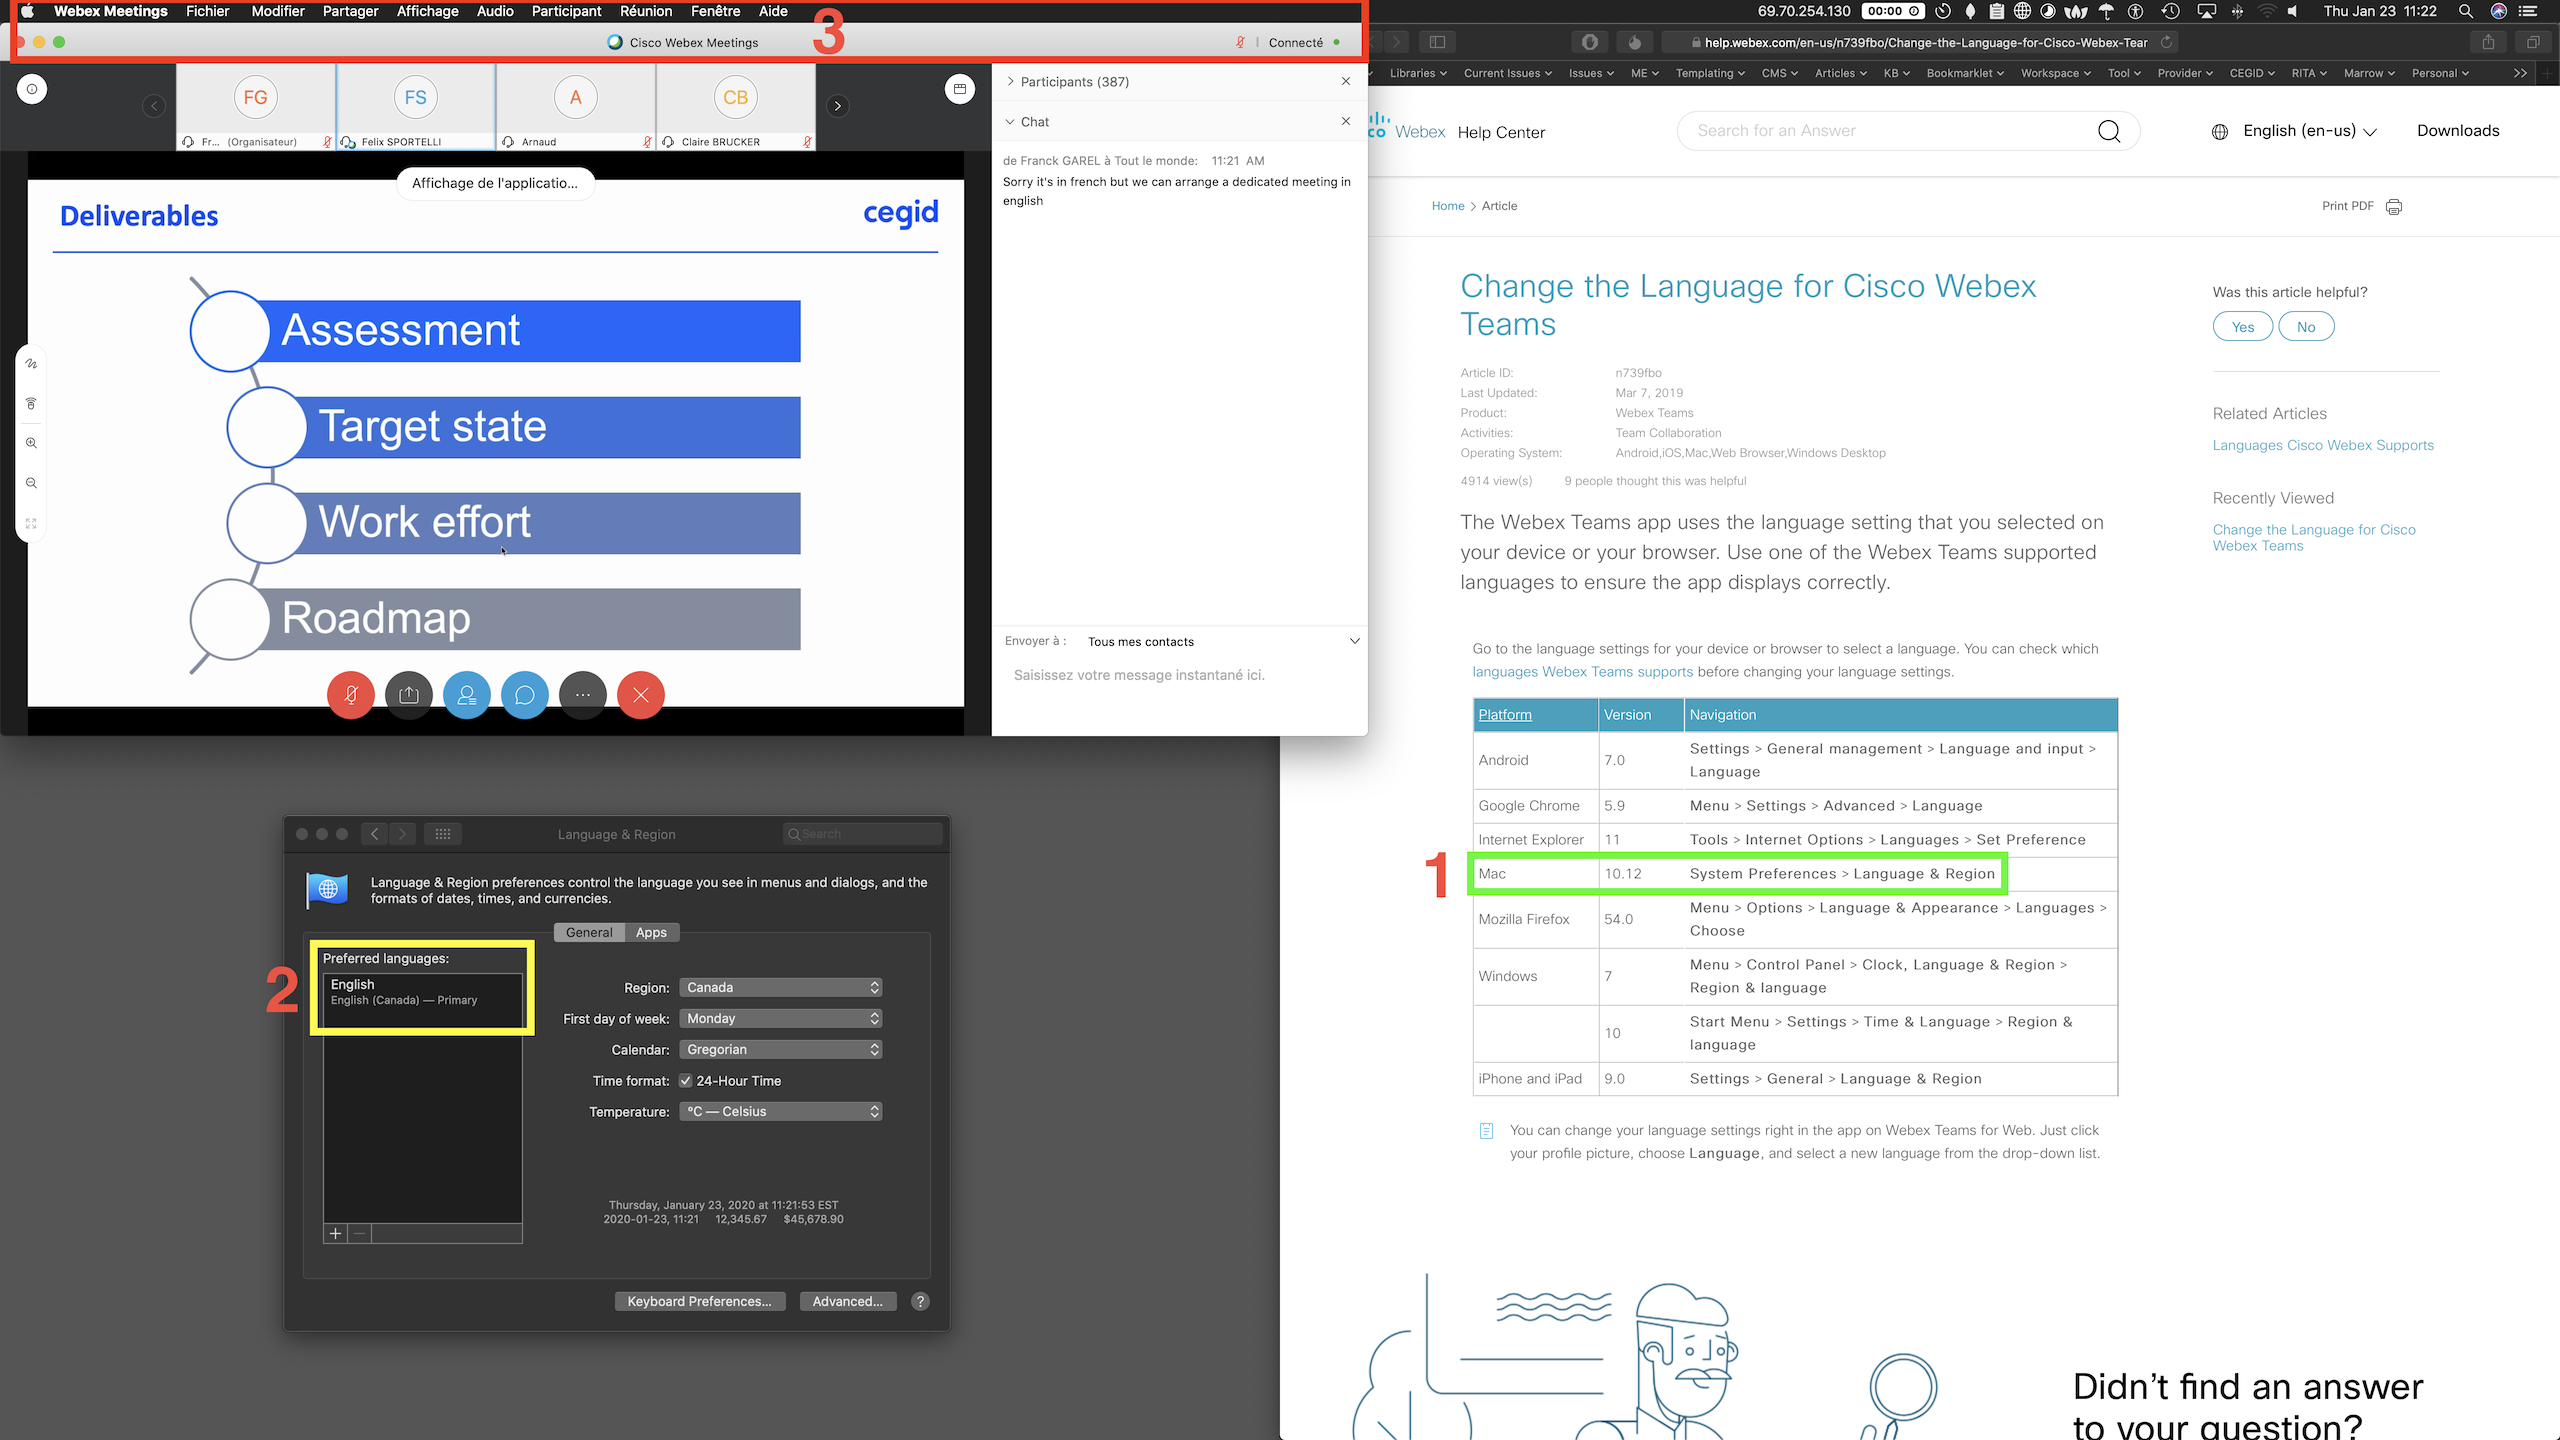 Webex Meetings Fichier Modifier Partager Affichage Audio Participant Réunion Fenêtre Aide
69.70.254.130 00:00 Thu Jan 23 11:22
3
Cisco Webex Meetings
Connecté
FG
Fr... (Organisateur)
FS
Felix SPORTELLI
A
Arnaud
CB
Claire BRUCKER
Affichage de l'applicatio...
Deliverables
cegid
Assessment
Target state
Work effort
Roadmap
Participants (387)
Chat
de Franck GAREL à Tout le monde: 11:21 AM
Sorry it's in french but we can arrange a dedicated meeting in
english
Envoyer à : Tous mes contacts
Saisissez votre message instantané ici.
Language & Region
Search
Language & Region preferences control the language you see in menus and dialogs, and the
formats of dates, times, and currencies.
General Apps
2
Preferred languages:
English
English (Canada) — Primary
Region: Canada
First day of week: Monday
Calendar: Gregorian
Time format: 24-Hour Time
Temperature: °C — Celsius
Thursday, January 23, 2020 at 11:21:53 EST
2020-01-23, 11:21 12,345.67 $45,678.90
+ −
Keyboard Preferences... Advanced... ?
help.webex.com/en-us/n739fbo/Change-the-Language-for-Cisco-Webex-Tear
Libraries Current Issues Issues ME Templating CMS Articles KB Bookmarklet Workspace Tool Provider CEGID RITA Marrow Personal >>
co Webex Help Center
Search for an Answer
English (en-us)
Downloads
Home > Article
Print PDF
Change the Language for Cisco Webex
Teams
Article ID: n739fbo
Last Updated: Mar 7, 2019
Product: Webex Teams
Activities: Team Collaboration
Operating System: Android,iOS,Mac,Web Browser,Windows Desktop
4914 view(s) 9 people thought this was helpful
The Webex Teams app uses the language setting that you selected on
your device or your browser. Use one of the Webex Teams supported
languages to ensure the app displays correctly.
Go to the language settings for your device or browser to select a language. You can check which
languages Webex Teams supports before changing your language settings.
Platform Version Navigation
Android 7.0 Settings > General management > Language and input >
Language
Google Chrome 5.9 Menu > Settings > Advanced > Language
Internet Explorer 11 Tools > Internet Options > Languages > Set Preference
1
Mac 10.12 System Preferences > Language & Region
Mozilla Firefox 54.0 Menu > Options > Language & Appearance > Languages >
Choose
Windows 7 Menu > Control Panel > Clock, Language & Region >
Region & language
10 Start Menu > Settings > Time & Language > Region &
language
iPhone and iPad 9.0 Settings > General > Language & Region
You can change your language settings right in the app on Webex Teams for Web. Just click
your profile picture, choose Language, and select a new language from the drop-down list.
Was this article helpful?
Yes No
Related Articles
Languages Cisco Webex Supports
Recently Viewed
Change the Language for Cisco
Webex Teams
Didn't find an answer
to your question?